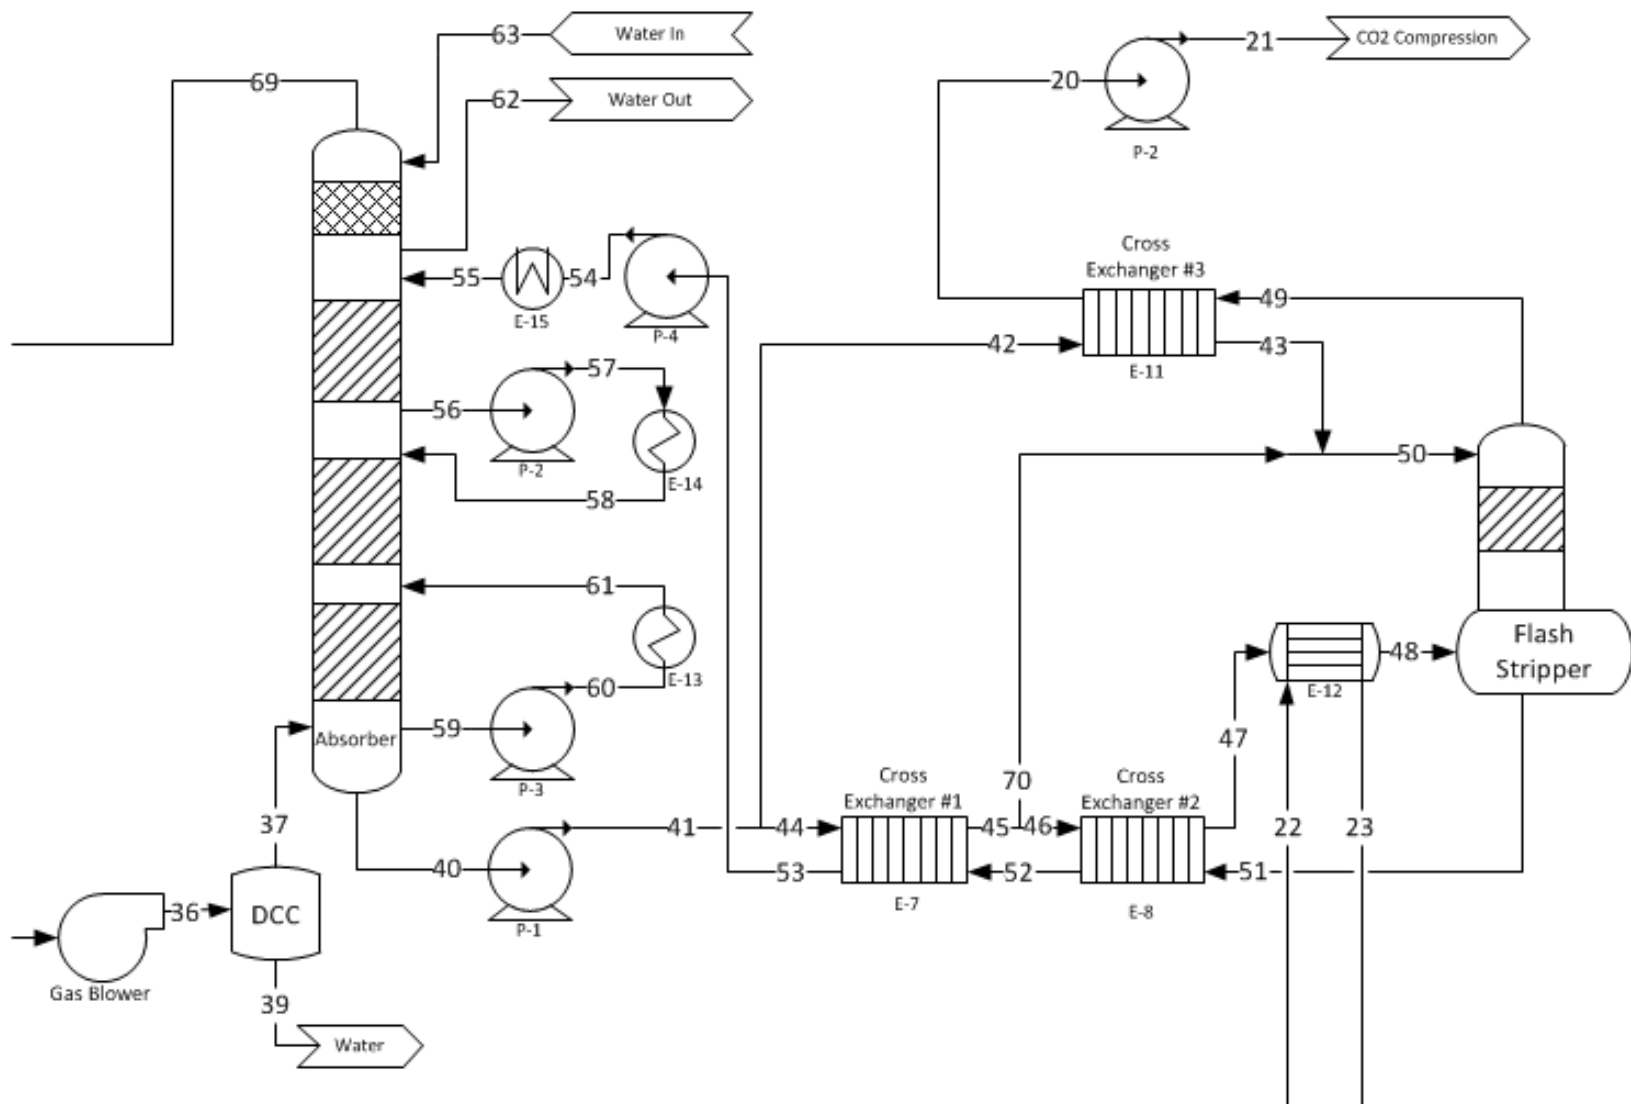 63
Water In
21
CO2 Compression
69
20
62
Water Out
P-2
Cross
Exchanger #3
55
54
E-15
P-4
49
42
43
E-11
57
56
P-2
E-14
50
58
61
E-13
Flash
Stripper
48
E-12
60
59
Absorber
P-3
47
Cross
Exchanger #1
70
Cross
Exchanger #2
37
41
44
45
46
22
23
40
53
52
51
E-7
E-8
36
DCC
P-1
Gas Blower
39
Water